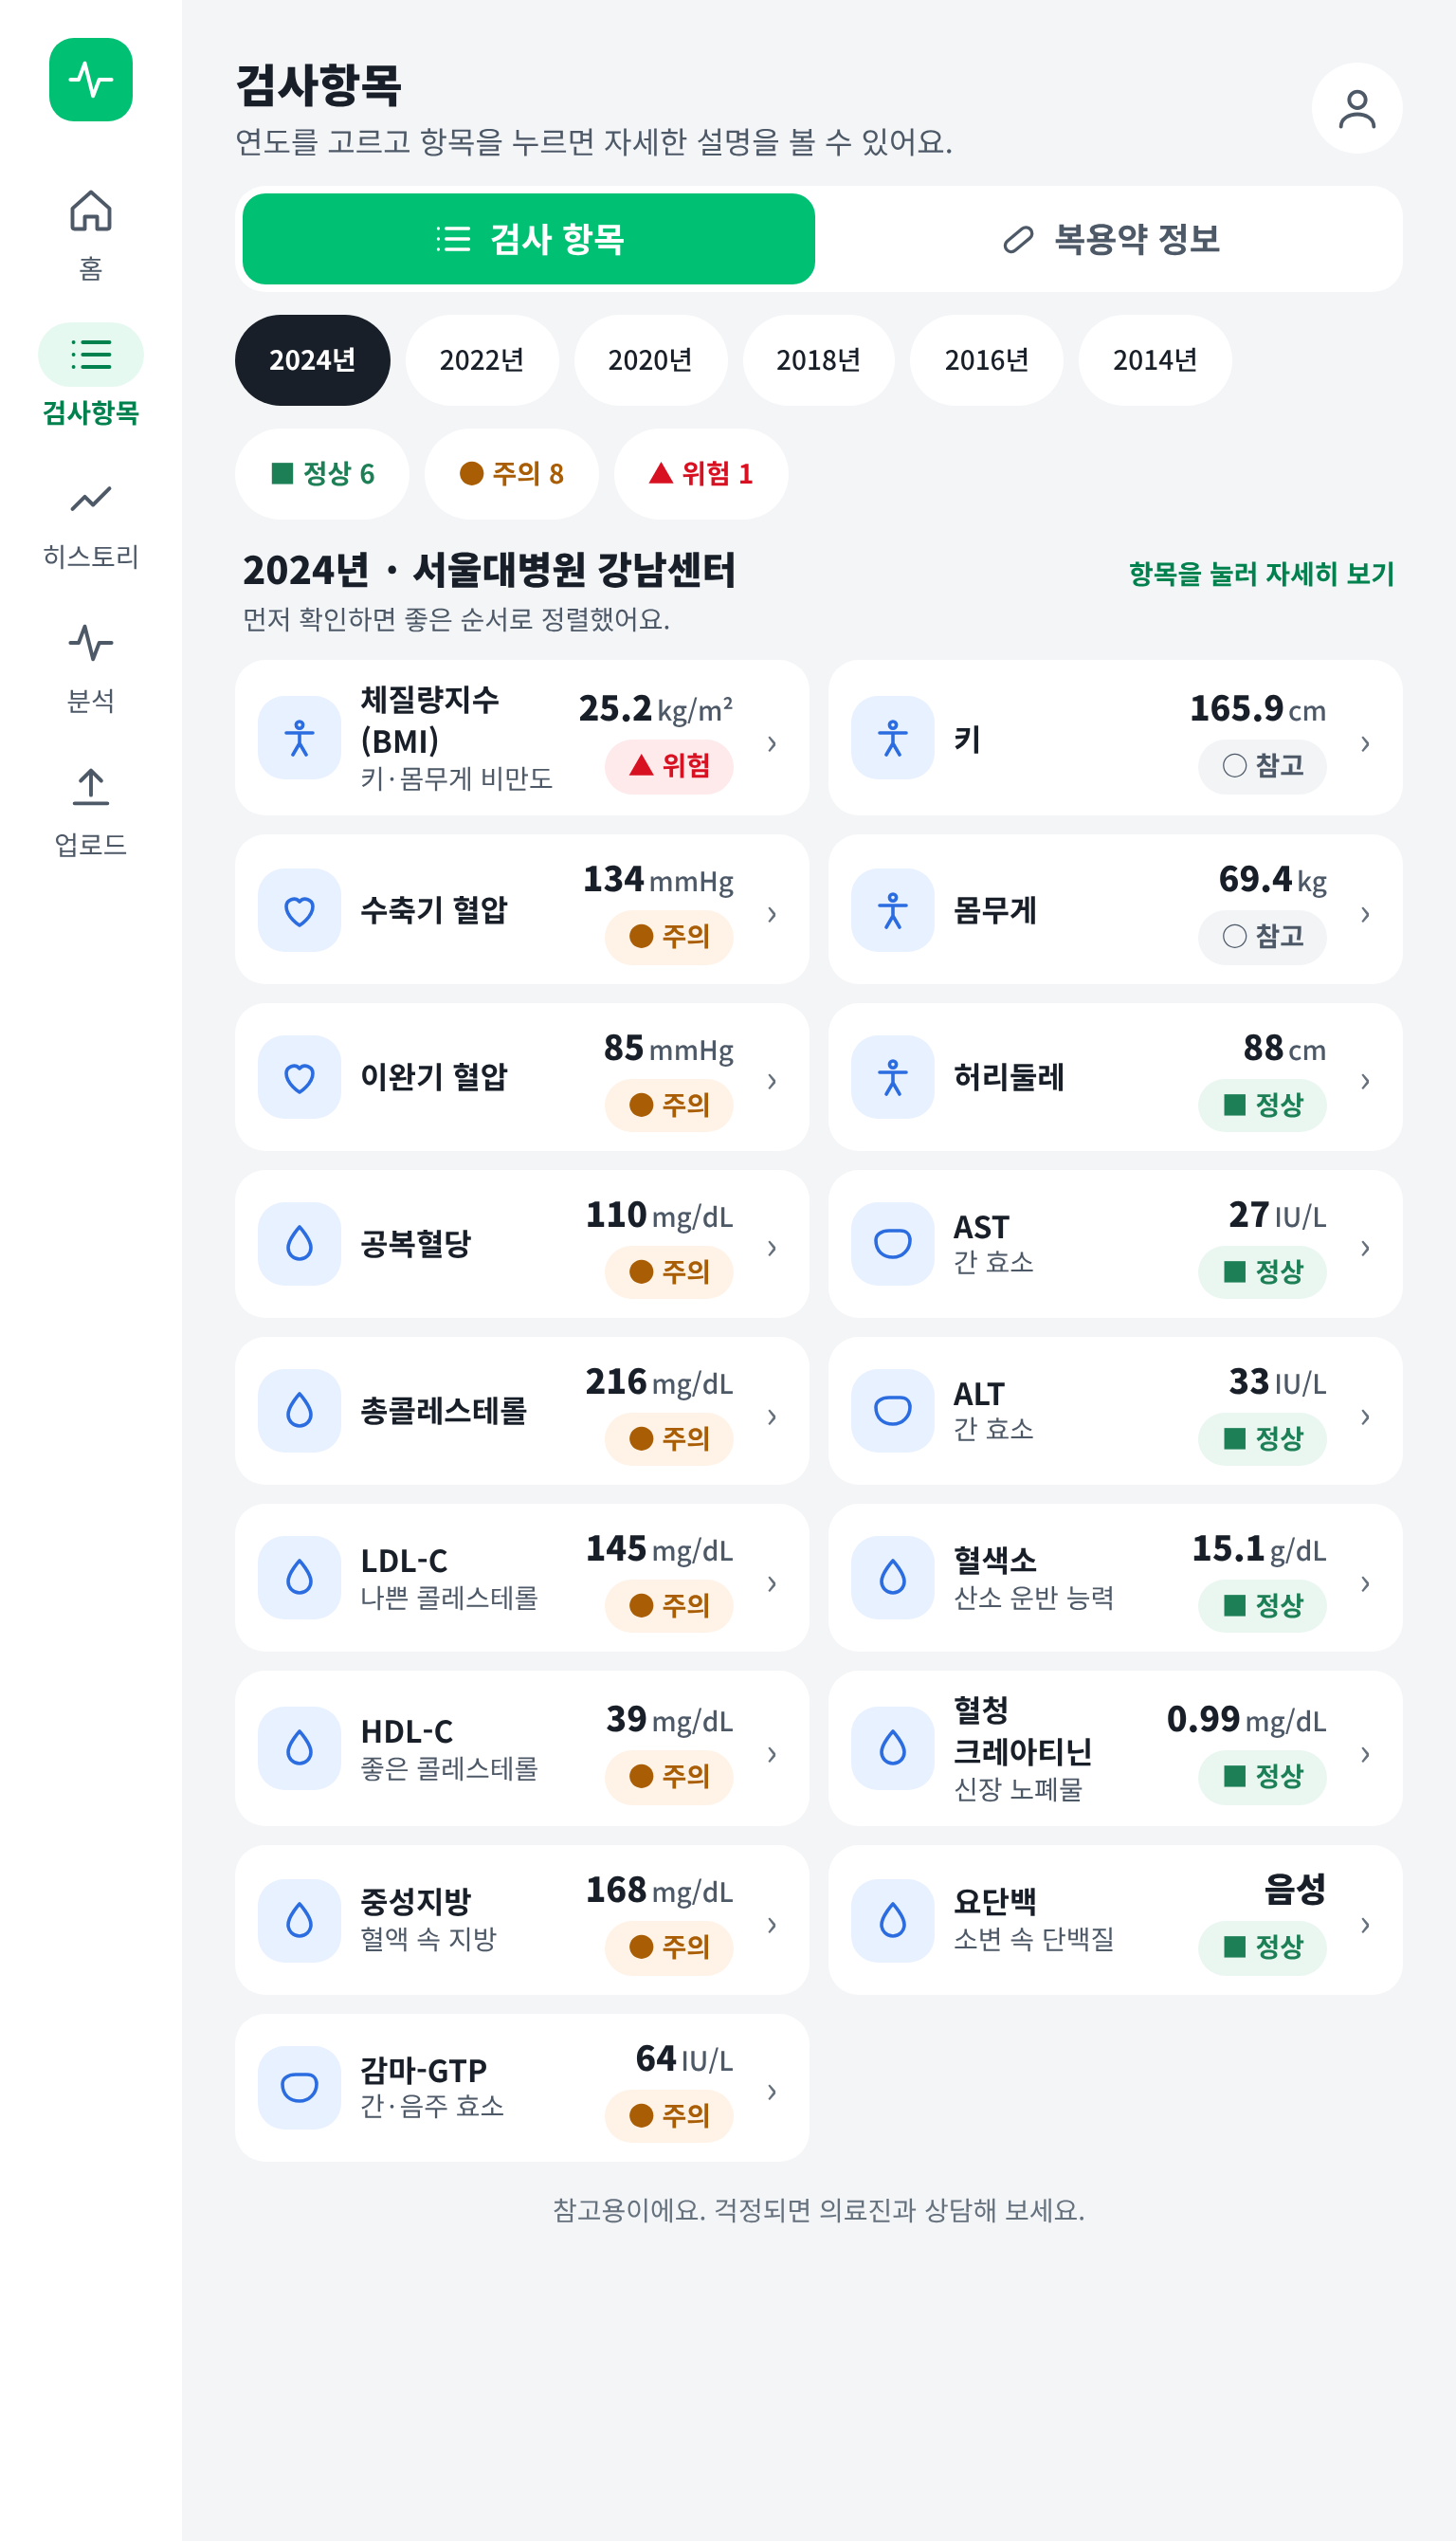 검사항목
연도를 고르고 항목을 누르면 자세한 설명을 볼 수 있어요.
홈
검사항목
히스토리
분석
업로드
검사 항목
복용약 정보
2024년
2022년
2020년
2018년
2016년
2014년
■ 정상 6
● 주의 8
▲ 위험 1
2024년 · 서울대병원 강남센터
항목을 눌러 자세히 보기
먼저 확인하면 좋은 순서로 정렬했어요.
체질량지수
(BMI)
키·몸무게 비만도
25.2 kg/m²
▲ 위험
›
키
165.9 cm
○ 참고
›
수축기 혈압
134 mmHg
● 주의
›
몸무게
69.4 kg
○ 참고
›
이완기 혈압
85 mmHg
● 주의
›
허리둘레
88 cm
■ 정상
›
공복혈당
110 mg/dL
● 주의
›
AST
간 효소
27 IU/L
■ 정상
›
총콜레스테롤
216 mg/dL
● 주의
›
ALT
간 효소
33 IU/L
■ 정상
›
LDL-C
나쁜 콜레스테롤
145 mg/dL
● 주의
›
혈색소
산소 운반 능력
15.1 g/dL
■ 정상
›
HDL-C
좋은 콜레스테롤
39 mg/dL
● 주의
›
혈청
크레아티닌
신장 노폐물
0.99 mg/dL
■ 정상
›
중성지방
혈액 속 지방
168 mg/dL
● 주의
›
요단백
소변 속 단백질
음성
■ 정상
›
감마-GTP
간·음주 효소
64 IU/L
● 주의
›
참고용이에요. 걱정되면 의료진과 상담해 보세요.